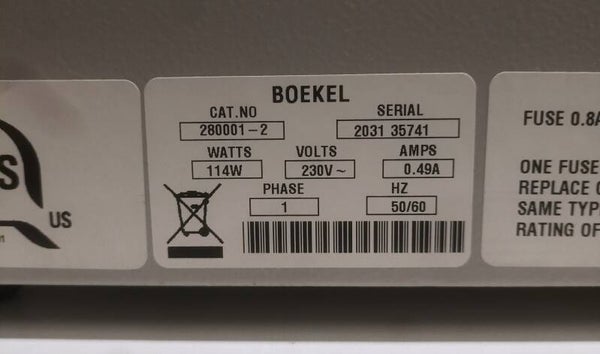 BOEKEL
CAT.NO SERIAL
280001-2 2031 35741
WATTS VOLTS AMPS
114W 230V~ 0.49A
PHASE HZ
1 50/60
S
US
FUSE 0.8A
ONE FUSE
REPLACE
SAME TYP
RATING OF